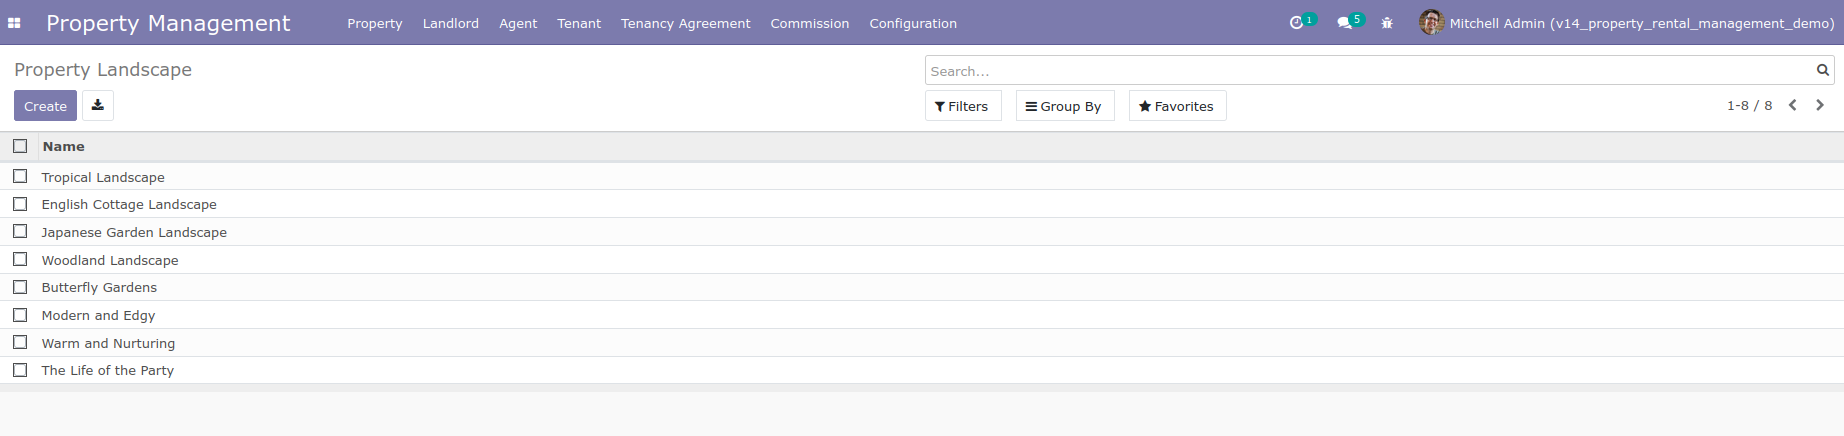 Property Management Property Landlord Agent Tenant Tenancy Agreement Commission Configuration 1 5 Mitchell Admin (v14_property_rental_management_demo)
Property Landscape Search...
Create Filters Group By Favorites 1-8 / 8
Name
Tropical Landscape
English Cottage Landscape
Japanese Garden Landscape
Woodland Landscape
Butterfly Gardens
Modern and Edgy
Warm and Nurturing
The Life of the Party